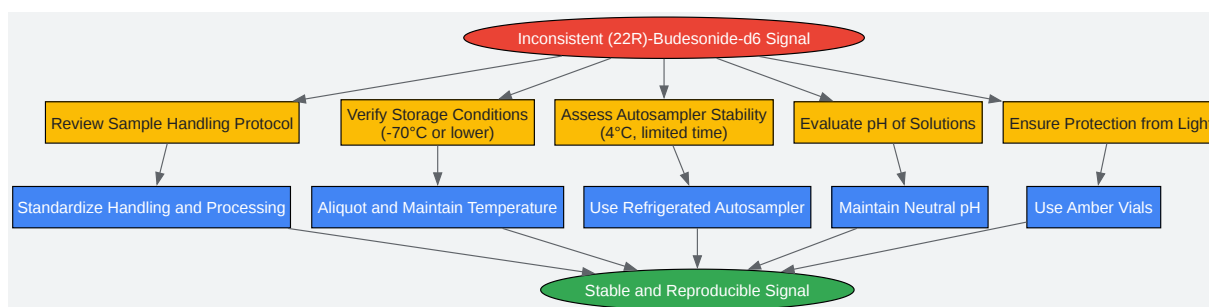 Inconsistent (22R)-Budesonide-d6 Signal
Review Sample Handling Protocol
Verify Storage Conditions
(-70°C or lower)
Assess Autosampler Stability
(4°C, limited time)
Evaluate pH of Solutions
Ensure Protection from Light
Standardize Handling and Processing
Aliquot and Maintain Temperature
Use Refrigerated Autosampler
Maintain Neutral pH
Use Amber Vials
Stable and Reproducible Signal